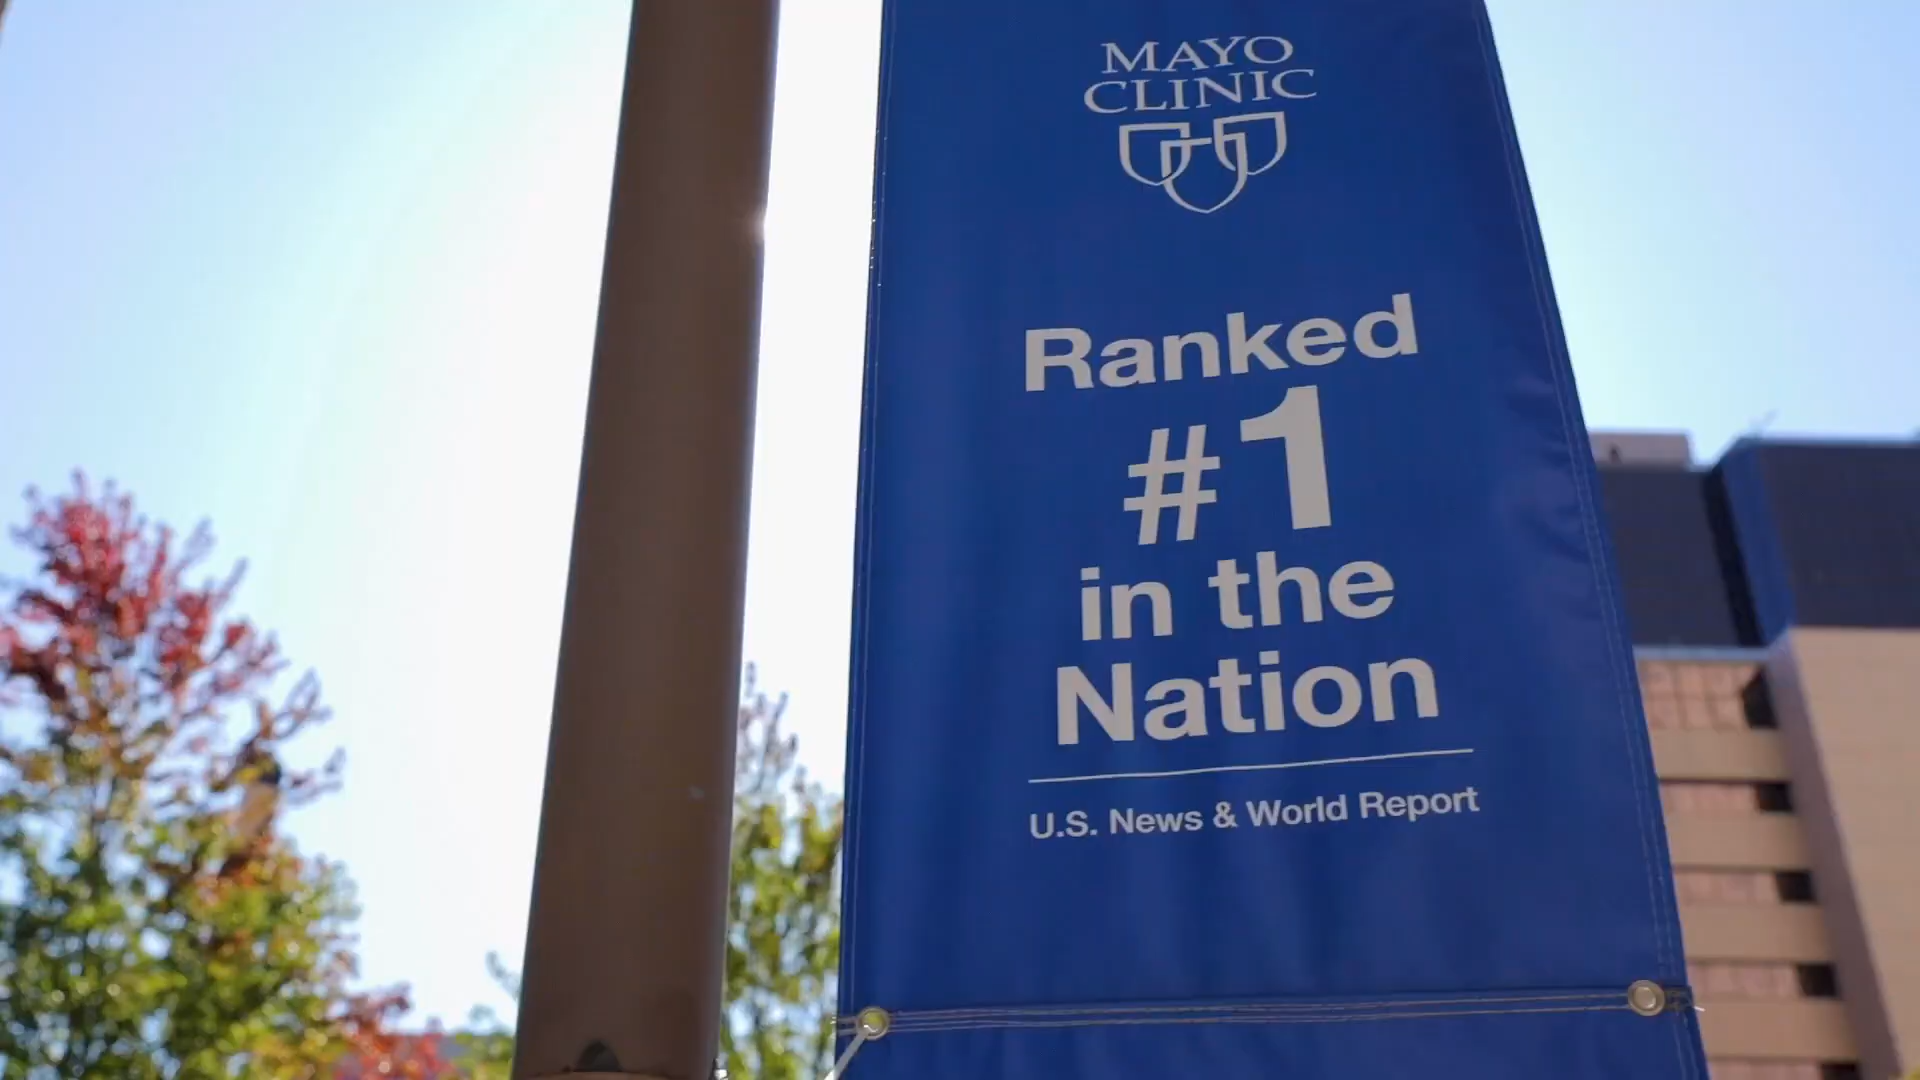 MAYO
CLINIC
Ranked
#1
in the
Nation
U.S. News & World Report